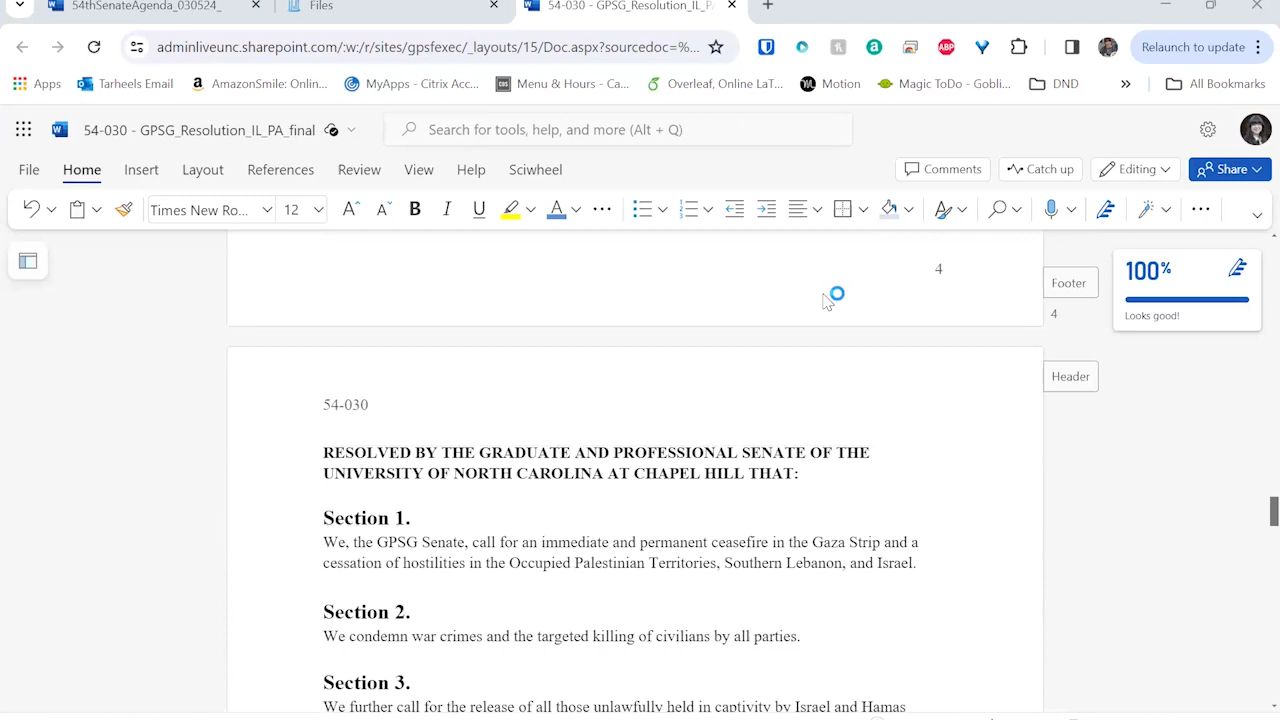 54thSenateAgenda_030524_
Files
54-030 - GPSG_Resolution_IL_P
adminliveunc.sharepoint.com/:w:/r/sites/gpsfexec/_layouts/15/Doc.aspx?sourcedoc=%...
ABP
Relaunch to update
Apps
Tarheels Email
AmazonSmile: Onlin...
MyApps - Citrix Acc...
Menu & Hours - Ca...
Overleaf, Online LaT...
Motion
Magic ToDo - Gobli...
DND
All Bookmarks
54-030 - GPSG_Resolution_IL_PA_final
Search for tools, help, and more (Alt + Q)
File
Home
Insert
Layout
References
Review
View
Help
Sciwheel
Comments
Catch up
Editing
Share
Times New Ro...
12
4
Footer
4
100%
Looks good!
Header
54-030
RESOLVED BY THE GRADUATE AND PROFESSIONAL SENATE OF THE
UNIVERSITY OF NORTH CAROLINA AT CHAPEL HILL THAT:
Section 1.
We, the GPSG Senate, call for an immediate and permanent ceasefire in the Gaza Strip and a
cessation of hostilities in the Occupied Palestinian Territories, Southern Lebanon, and Israel.
Section 2.
We condemn war crimes and the targeted killing of civilians by all parties.
Section 3.
We further call for the release of all those unlawfully held in captivity by Israel and Hamas